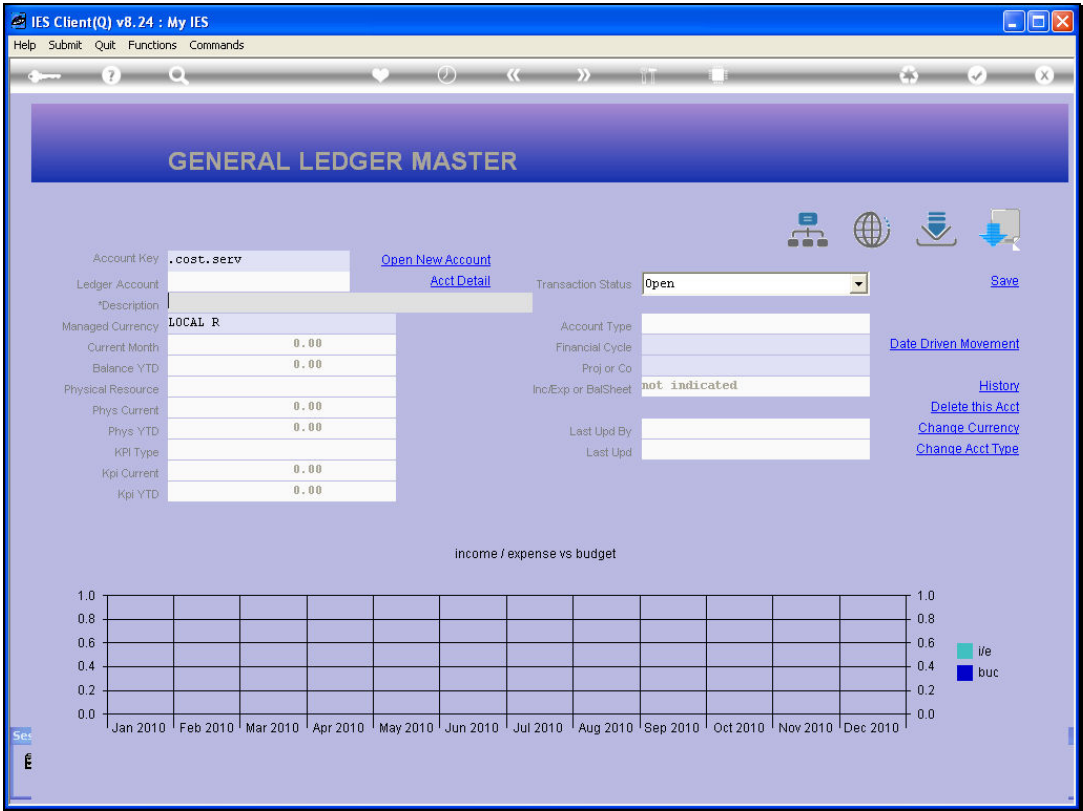 IES Client(Q) v8.24 : My IES
Help Submit Quit Functions Commands
GENERAL LEDGER MASTER
Account Key .cost.serv Open New Account
Ledger Account Acct Detail Transaction Status Open Save
*Description
Managed Currency LOCAL R Account Type
Current Month 0.00 Financial Cycle Date Driven Movement
Balance YTD 0.00 Proj or Co
Physical Resource Inc/Exp or BalSheet not indicated History
Phys Current 0.00 Delete this Acct
Phys YTD 0.00 Last Upd By Change Currency
KPI Type Last Upd Change Acct Type
Kpi Current 0.00
Kpi YTD 0.00
income / expense vs budget
1.0 1.0
0.8 0.8
0.6 0.6
i/e
0.4 0.4
buc
0.2 0.2
0.0 0.0
Jan 2010 Feb 2010 Mar 2010 Apr 2010 May 2010 Jun 2010 Jul 2010 Aug 2010 Sep 2010 Oct 2010 Nov 2010 Dec 2010
Ses